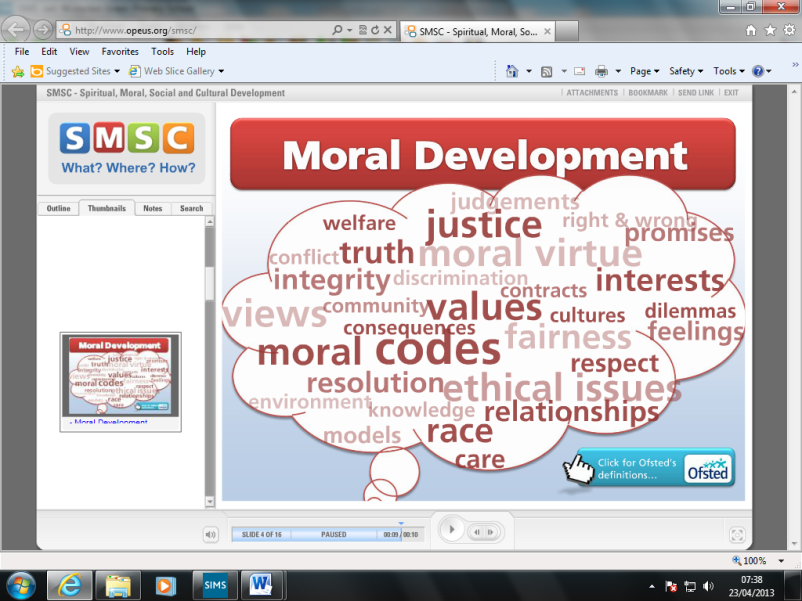 http://www.opeus.org/smsc/
SMSC - Spiritual, Moral, So...
File Edit View Favorites Tools Help
Suggested Sites Web Slice Gallery
Page Safety Tools
SMSC - Spiritual, Moral, Social and Cultural Development
ATTACHMENTS | BOOKMARK | SEND LINK | EXIT
SMSC
What? Where? How?
Outline Thumbnails Notes Search
Moral Development
judgements
welfare justice right & wrong
promises
conflict truth moral virtue
integrity discrimination interests
contracts
views community values cultures dilemmas
consequences fairness feelings
moral codes respect
resolution ethical issues
environment knowledge relationships
models race
care
Click for Ofsted's
definitions...
Ofsted
Moral Development
- Moral Development
SLIDE 4 OF 16 PAUSED 00:09 / 00:10
100%
SIMS W
07:38
23/04/2013